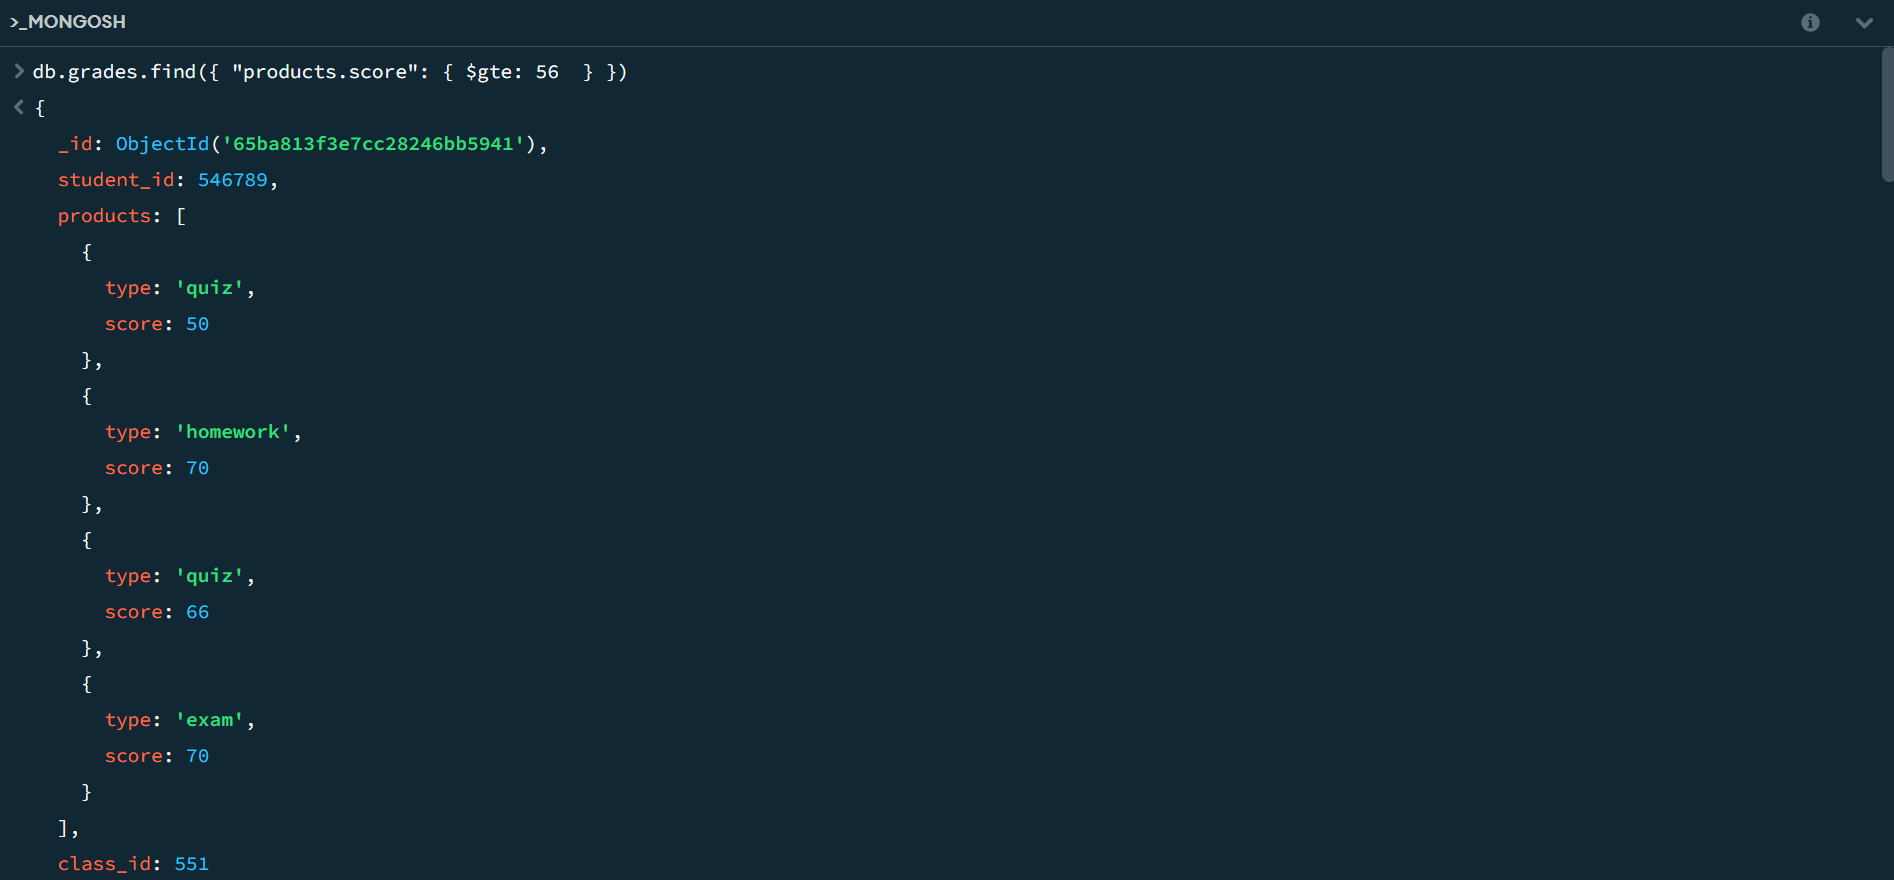 >_MONGOSH
> db.grades.find({ "products.score": { $gte: 56  } })
< {
    _id: ObjectId('65ba813f3e7cc28246bb5941'),
    student_id: 546789,
    products: [
      {
        type: 'quiz',
        score: 50
      },
      {
        type: 'homework',
        score: 70
      },
      {
        type: 'quiz',
        score: 66
      },
      {
        type: 'exam',
        score: 70
      }
    ],
    class_id: 551